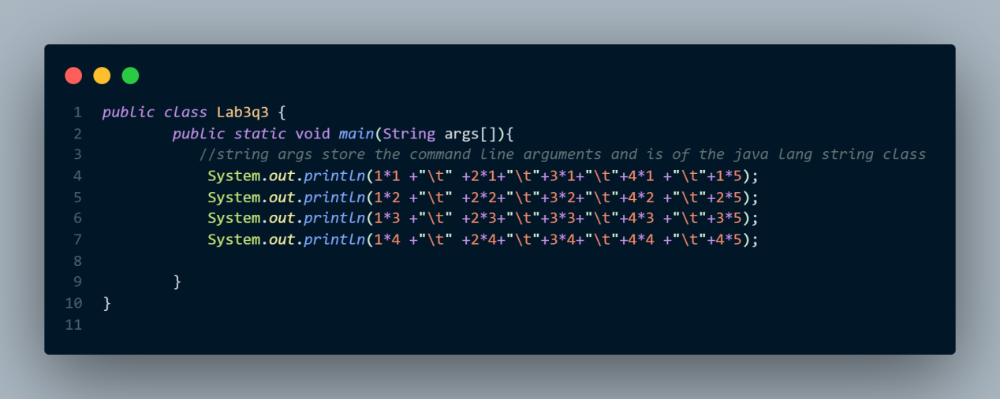 1 public class Lab3q3 {
2 public static void main(String args[]){
3 //string args store the command line arguments and is of the java lang string class
4 System.out.println(1*1 +"\t" +2*1+"\t"+3*1+"\t"+4*1 +"\t"+1*5);
5 System.out.println(1*2 +"\t" +2*2+"\t"+3*2+"\t"+4*2 +"\t"+2*5);
6 System.out.println(1*3 +"\t" +2*3+"\t"+3*3+"\t"+4*3 +"\t"+3*5);
7 System.out.println(1*4 +"\t" +2*4+"\t"+3*4+"\t"+4*4 +"\t"+4*5);
8
9 }
10 }
11